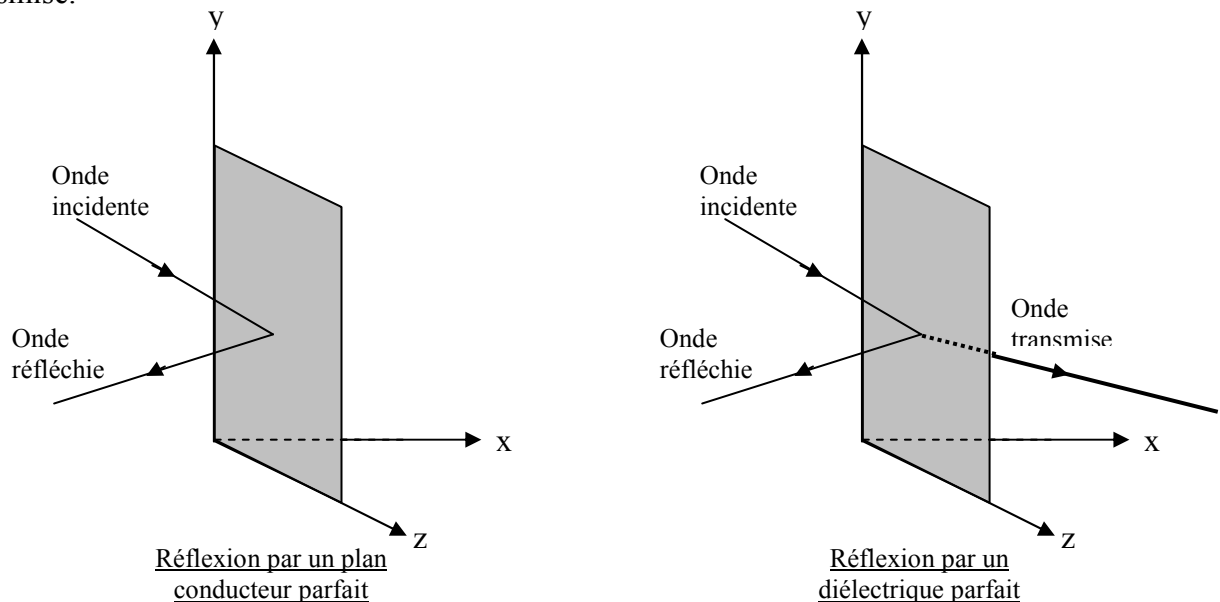 y
Onde
incidente
Onde
réfléchie
x
z
Réflexion par un plan
conducteur parfait
y
Onde
incidente
Onde
réfléchie
Onde
transmise
x
z
Réflexion par un
diélectrique parfait